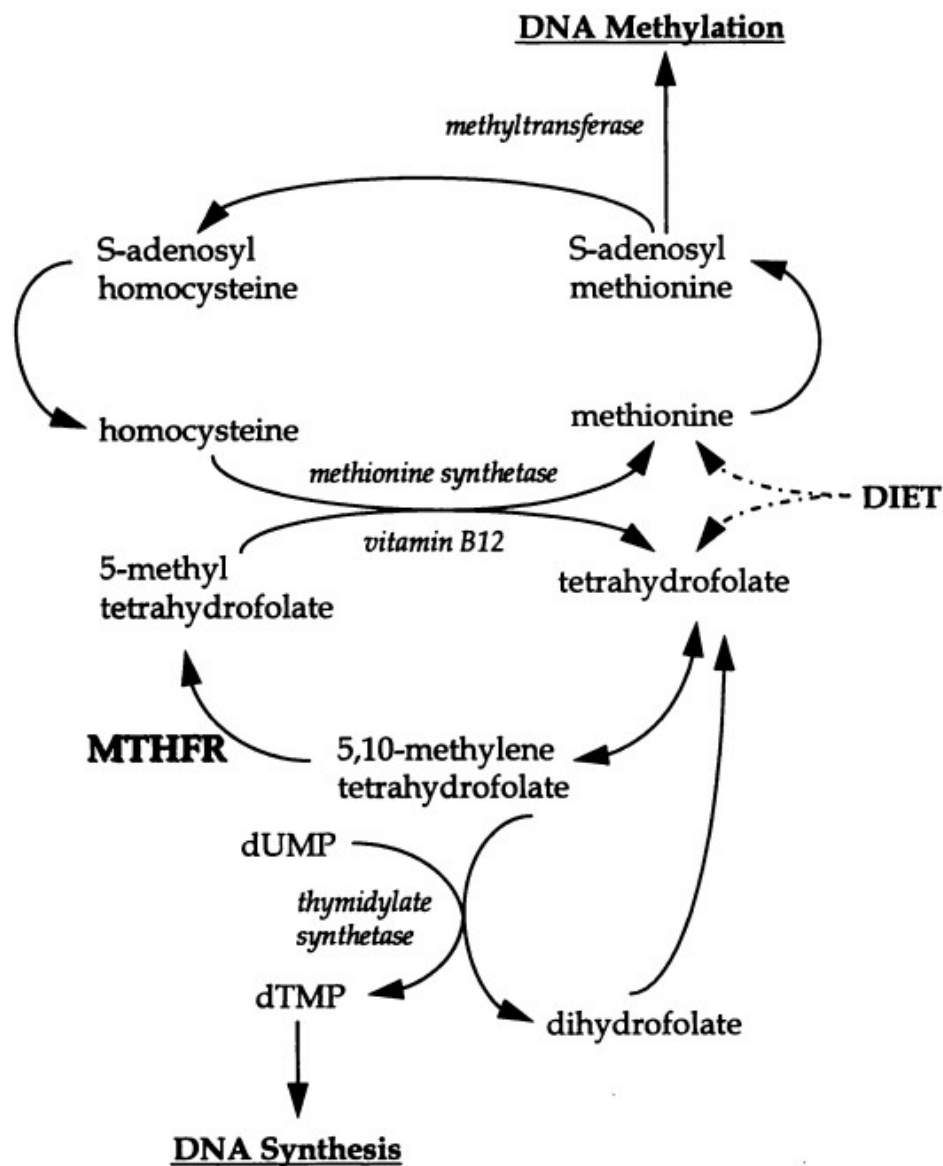 DNA Methylation
methyltransferase
S-adenosyl
homocysteine
S-adenosyl
methionine
homocysteine
methionine
methionine synthetase
DIET
vitamin B12
5-methyl
tetrahydrofolate
tetrahydrofolate
MTHFR
5,10-methylene
tetrahydrofolate
dUMP
thymidylate
synthetase
dTMP
dihydrofolate
DNA Synthesis